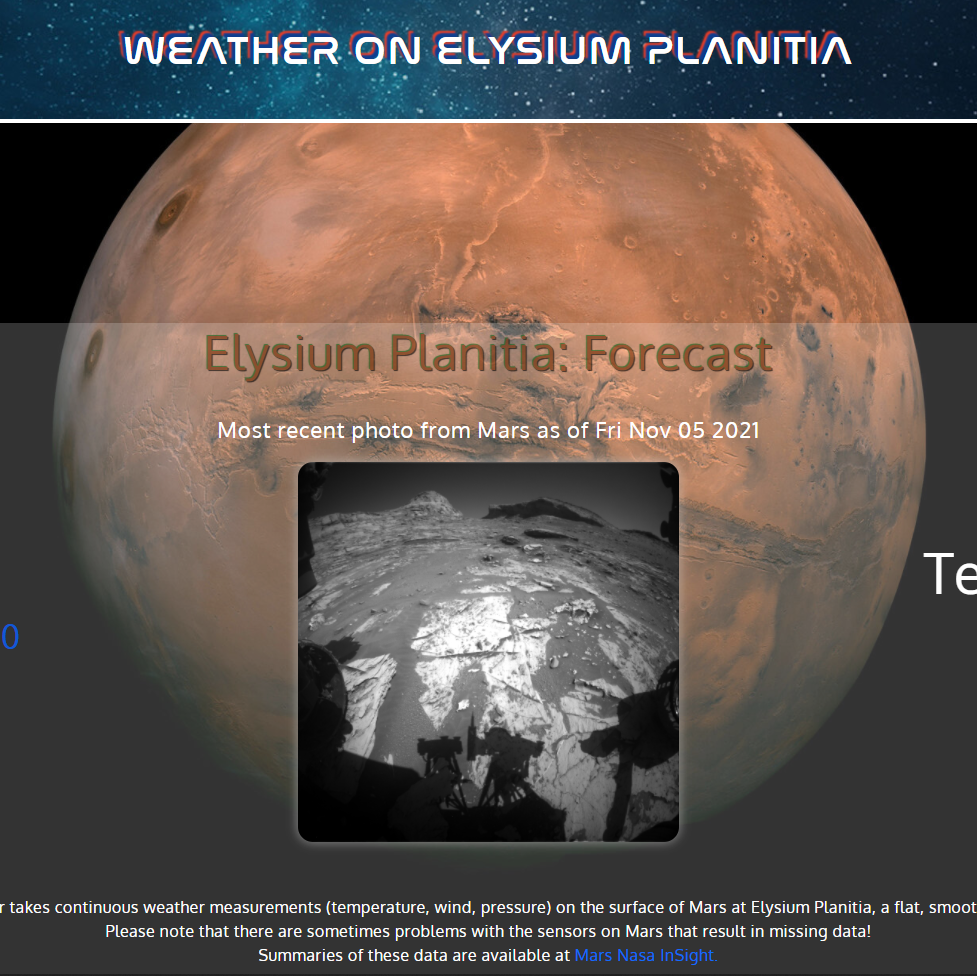 WEATHER ON ELYSIUM PLANITIA
Elysium Planitia: Forecast
Most recent photo from Mars as of Fri Nov 05 2021
Te
0
r takes continuous weather measurements (temperature, wind, pressure) on the surface of Mars at Elysium Planitia, a flat, smoot
Please note that there are sometimes problems with the sensors on Mars that result in missing data!
Summaries of these data are available at Mars Nasa InSight.